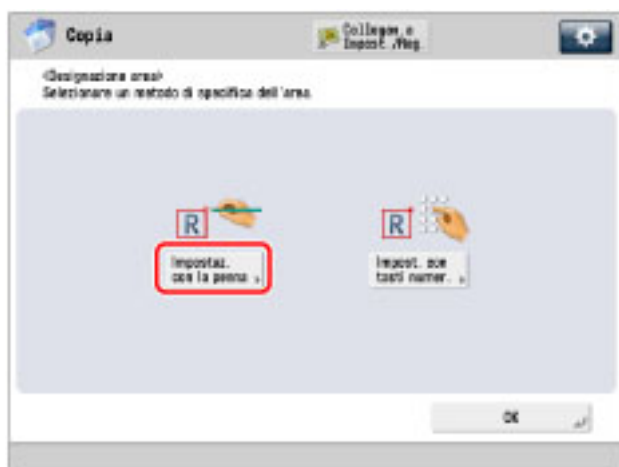 Copia
Collegam. a
Impost./Reg.
<Designazione area>
Selezionare un metodo di specifica dell'area.
R
R
Impostaz.
con la penna
Impost. con
tasti numer.
OK